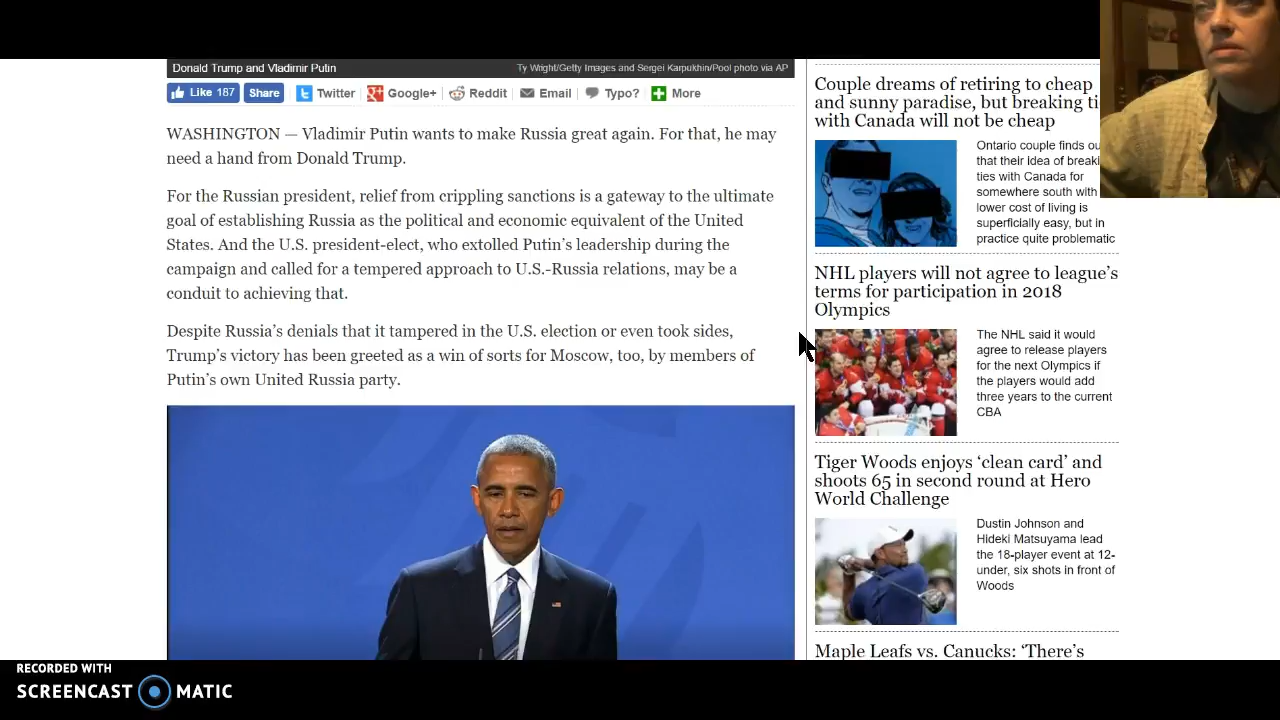 Donald Trump and Vladimir Putin
Ty Wright/Getty Images and Sergei Karpukhin/Pool photo via AP
Like 187
Share
Twitter
Google+
Reddit
Email
Typo?
More
WASHINGTON — Vladimir Putin wants to make Russia great again. For that, he may
need a hand from Donald Trump.
For the Russian president, relief from crippling sanctions is a gateway to the ultimate
goal of establishing Russia as the political and economic equivalent of the United
States. And the U.S. president-elect, who extolled Putin's leadership during the
campaign and called for a tempered approach to U.S.-Russia relations, may be a
conduit to achieving that.
Despite Russia's denials that it tampered in the U.S. election or even took sides,
Trump's victory has been greeted as a win of sorts for Moscow, too, by members of
Putin's own United Russia party.
Couple dreams of retiring to cheap
and sunny paradise, but breaking ti
with Canada will not be cheap
Ontario couple finds ou
that their idea of breaki
ties with Canada for
somewhere south with
lower cost of living is
superficially easy, but in
practice quite problematic
NHL players will not agree to league's
terms for participation in 2018
Olympics
The NHL said it would
agree to release players
for the next Olympics if
the players would add
three years to the current
CBA
Tiger Woods enjoys 'clean card' and
shoots 65 in second round at Hero
World Challenge
Dustin Johnson and
Hideki Matsuyama lead
the 18-player event at 12-
under, six shots in front of
Woods
Maple Leafs vs. Canucks: 'There's
RECORDED WITH
SCREENCAST MATIC